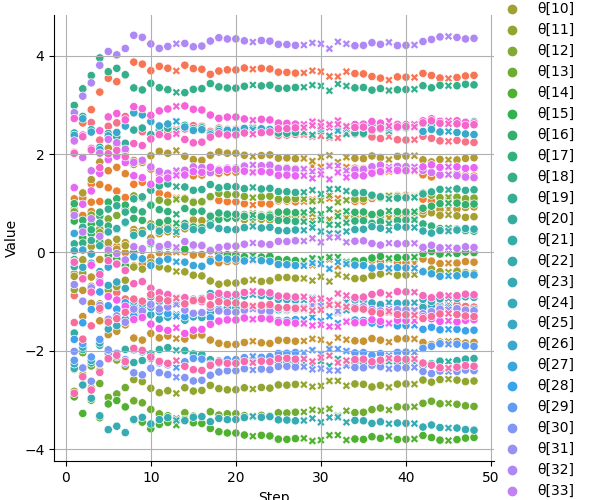 4
2
0
−2
−4
Value
0
10
20
30
40
50
Step
θ[10]
θ[11]
θ[12]
θ[13]
θ[14]
θ[15]
θ[16]
θ[17]
θ[18]
θ[19]
θ[20]
θ[21]
θ[22]
θ[23]
θ[24]
θ[25]
θ[26]
θ[27]
θ[28]
θ[29]
θ[30]
θ[31]
θ[32]
θ[33]